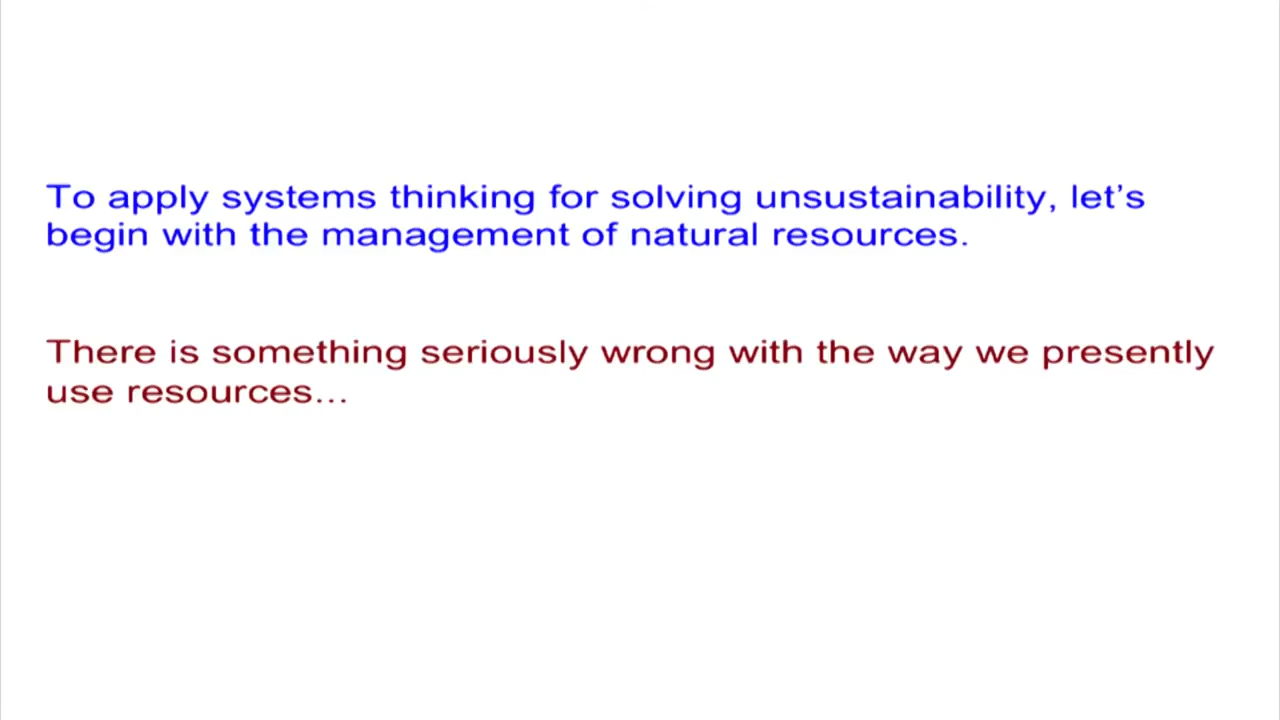 To apply systems thinking for solving unsustainability, let’s
begin with the management of natural resources.
There is something seriously wrong with the way we presently
use resources...